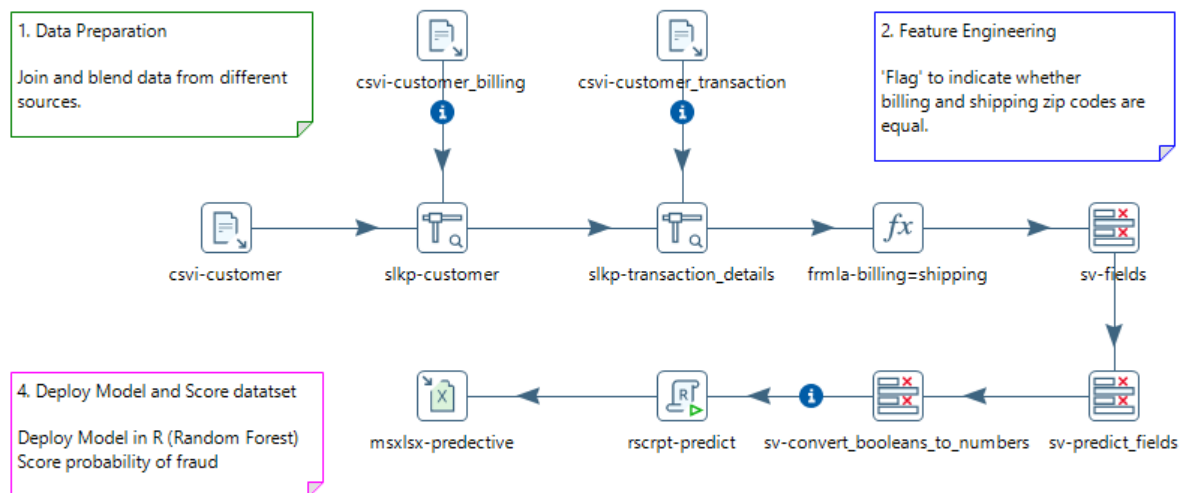 1. Data Preparation
Join and blend data from different
sources.
csvi-customer_billing
csvi-customer_transaction
2. Feature Engineering
'Flag' to indicate whether
billing and shipping zip codes are
equal.
csvi-customer
slkp-customer
slkp-transaction_details
fx
frmla-billing=shipping
sv-fields
4. Deploy Model and Score datatset
Deploy Model in R (Random Forest)
Score probability of fraud
X
msxlsx-predective
R
rscrpt-predict
sv-convert_booleans_to_numbers
sv-predict_fields